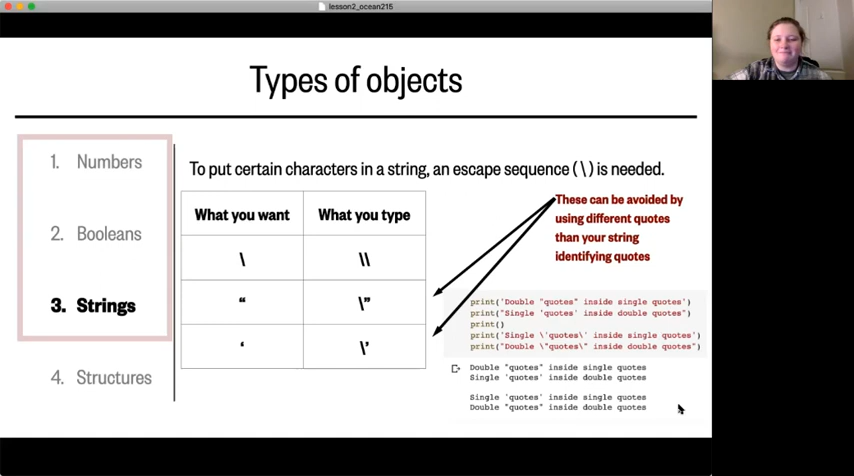 lesson2_ocean215
Types of objects
1. Numbers
2. Booleans
3. Strings
4. Structures
To put certain characters in a string, an escape sequence (\) is needed.
What you want What you type
\ \\
“ \”
‘ \’
These can be avoided by
using different quotes
than your string
identifying quotes
print('Double "quotes" inside single quotes')
print("Single 'quotes' inside double quotes")
print()
print('Single \'quotes\' inside single quotes')
print("Double \"quotes\" inside double quotes")
Double "quotes" inside single quotes
Single 'quotes' inside double quotes
Single 'quotes' inside single quotes
Double "quotes" inside double quotes